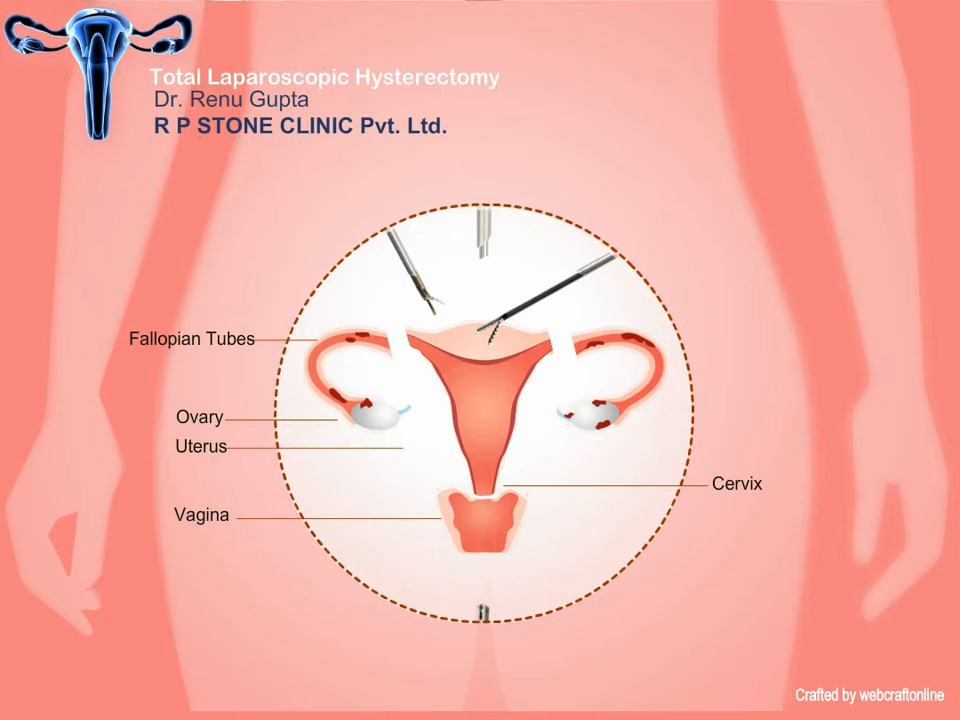 Total Laparoscopic Hysterectomy
Dr. Renu Gupta
R P STONE CLINIC Pvt. Ltd.
Fallopian Tubes
Ovary
Uterus
Cervix
Vagina
Crafted by webcraftonline